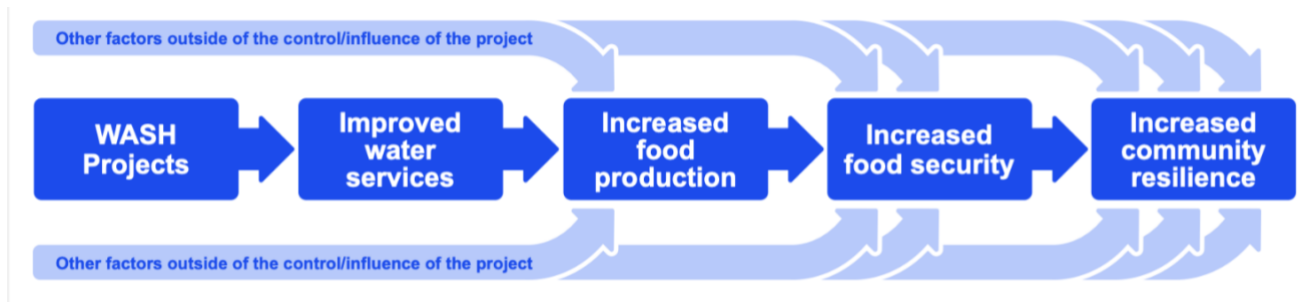 Other factors outside of the control/influence of the project
WASH
Projects
Improved
water
services
Increased
food
production
Increased
food security
Increased
community
resilience
Other factors outside of the control/influence of the project